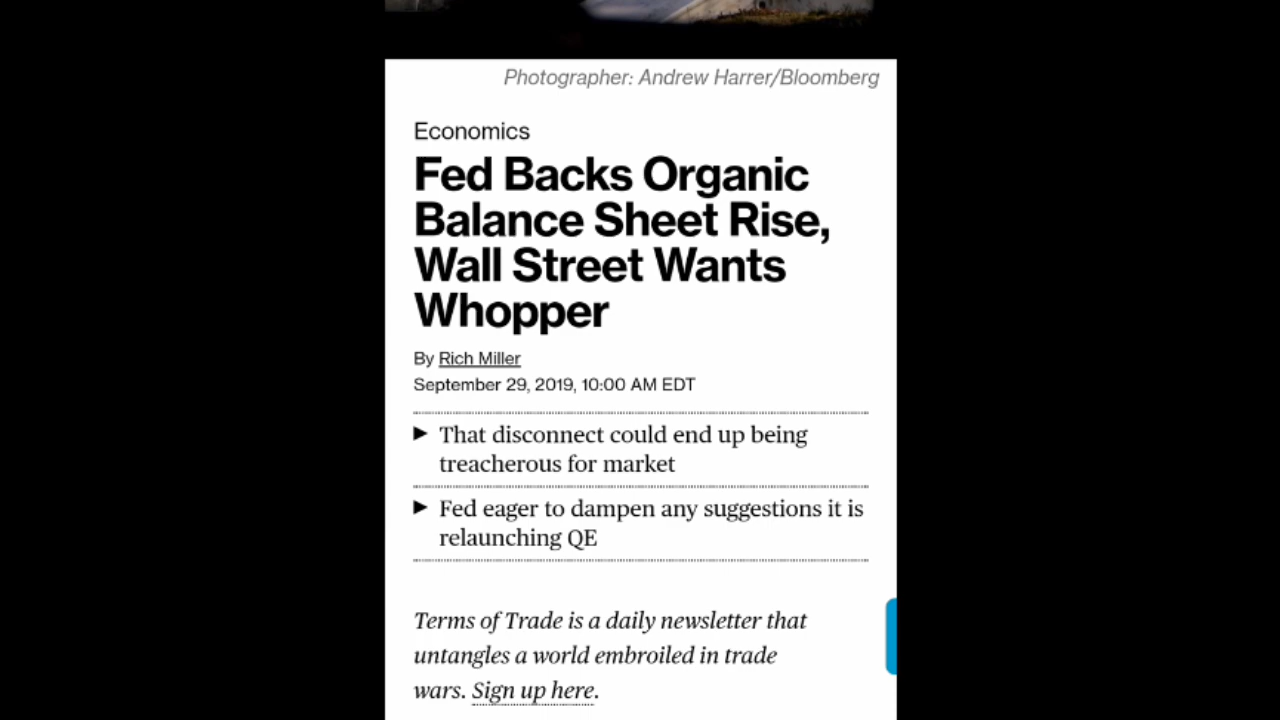 Photographer: Andrew Harrer/Bloomberg
Economics
Fed Backs Organic
Balance Sheet Rise,
Wall Street Wants
Whopper
By Rich Miller
September 29, 2019, 10:00 AM EDT
► That disconnect could end up being
treacherous for market
► Fed eager to dampen any suggestions it is
relaunching QE
Terms of Trade is a daily newsletter that
untangles a world embroiled in trade
wars. Sign up here.